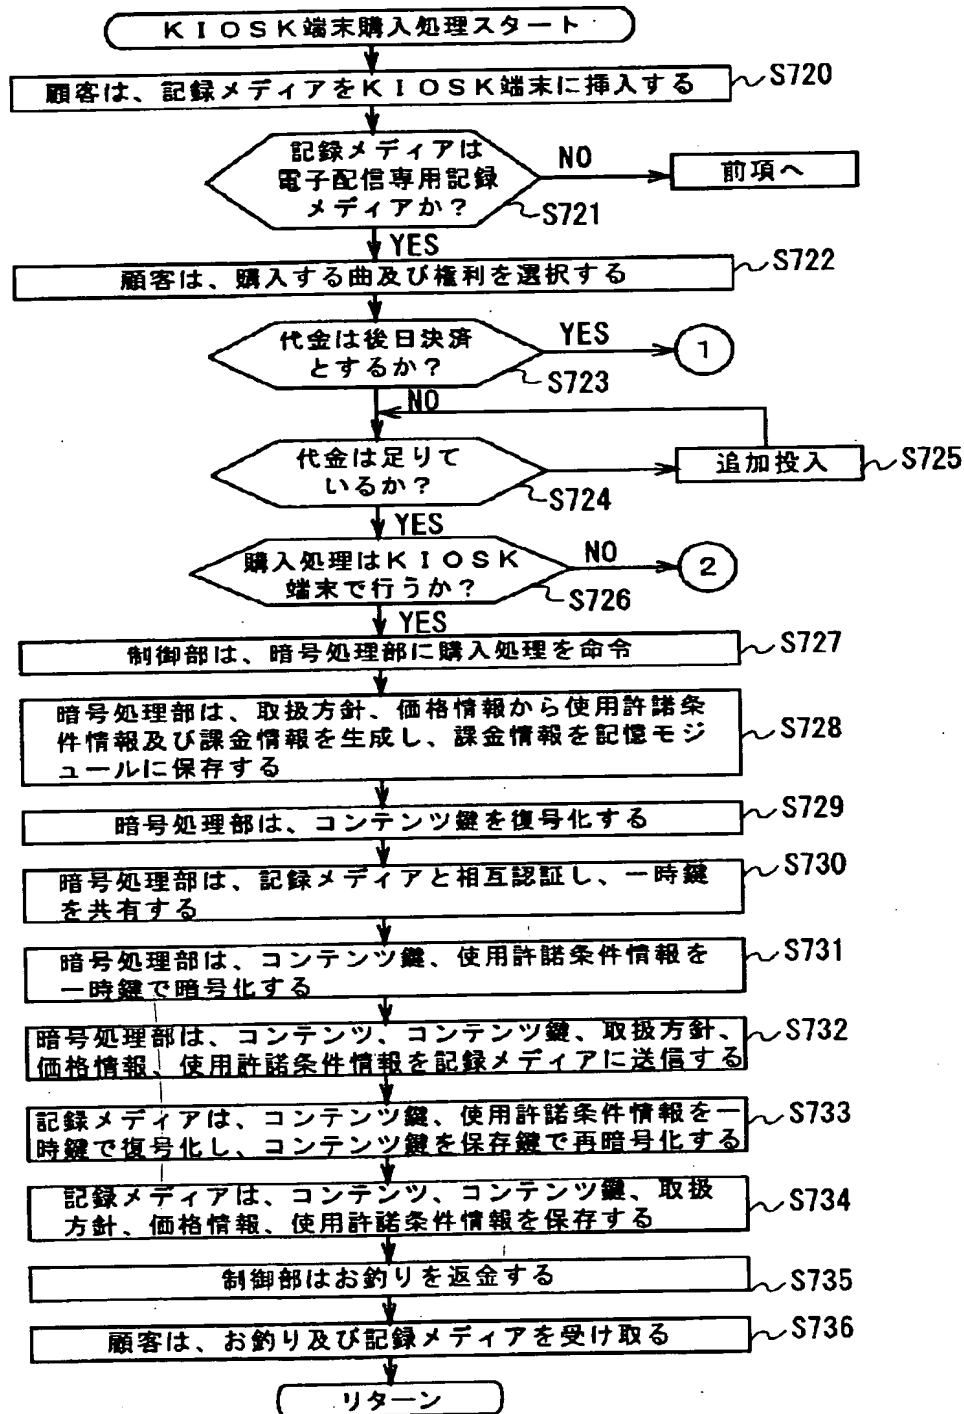 KIOSK端末購入処理スタート
顧客は、記録メディアをKIOSK端末に挿入する
S720
記録メディアは
電子配信専用記録
メディアか?
NO
前項へ
S721
YES
顧客は、購入する曲及び権利を選択する
S722
代金は後日決済
とするか?
YES
1
S723
NO
代金は足りて
いるか?
追加投入
S725
S724
YES
購入処理はKIOSK
端末で行うか?
NO
2
S726
YES
制御部は、暗号処理部に購入処理を命令
S727
暗号処理部は、取扱方針、価格情報から使用許諾条
件情報及び課金情報を生成し、課金情報を記憶モジ
ュールに保存する
S728
暗号処理部は、コンテンツ鍵を復号化する
S729
暗号処理部は、記録メディアと相互認証し、一時鍵
を共有する
S730
暗号処理部は、コンテンツ鍵、使用許諾条件情報を
一時鍵で暗号化する
S731
暗号処理部は、コンテンツ、コンテンツ鍵、取扱方針、
価格情報、使用許諾条件情報を記録メディアに送信する
S732
記録メディアは、コンテンツ鍵、使用許諾条件情報を一
時鍵で復号化し、コンテンツ鍵を保存鍵で再暗号化する
S733
記録メディアは、コンテンツ、コンテンツ鍵、取扱
方針、価格情報、使用許諾条件情報を保存する
S734
制御部はお釣りを返金する
S735
顧客は、お釣り及び記録メディアを受け取る
S736
リターン